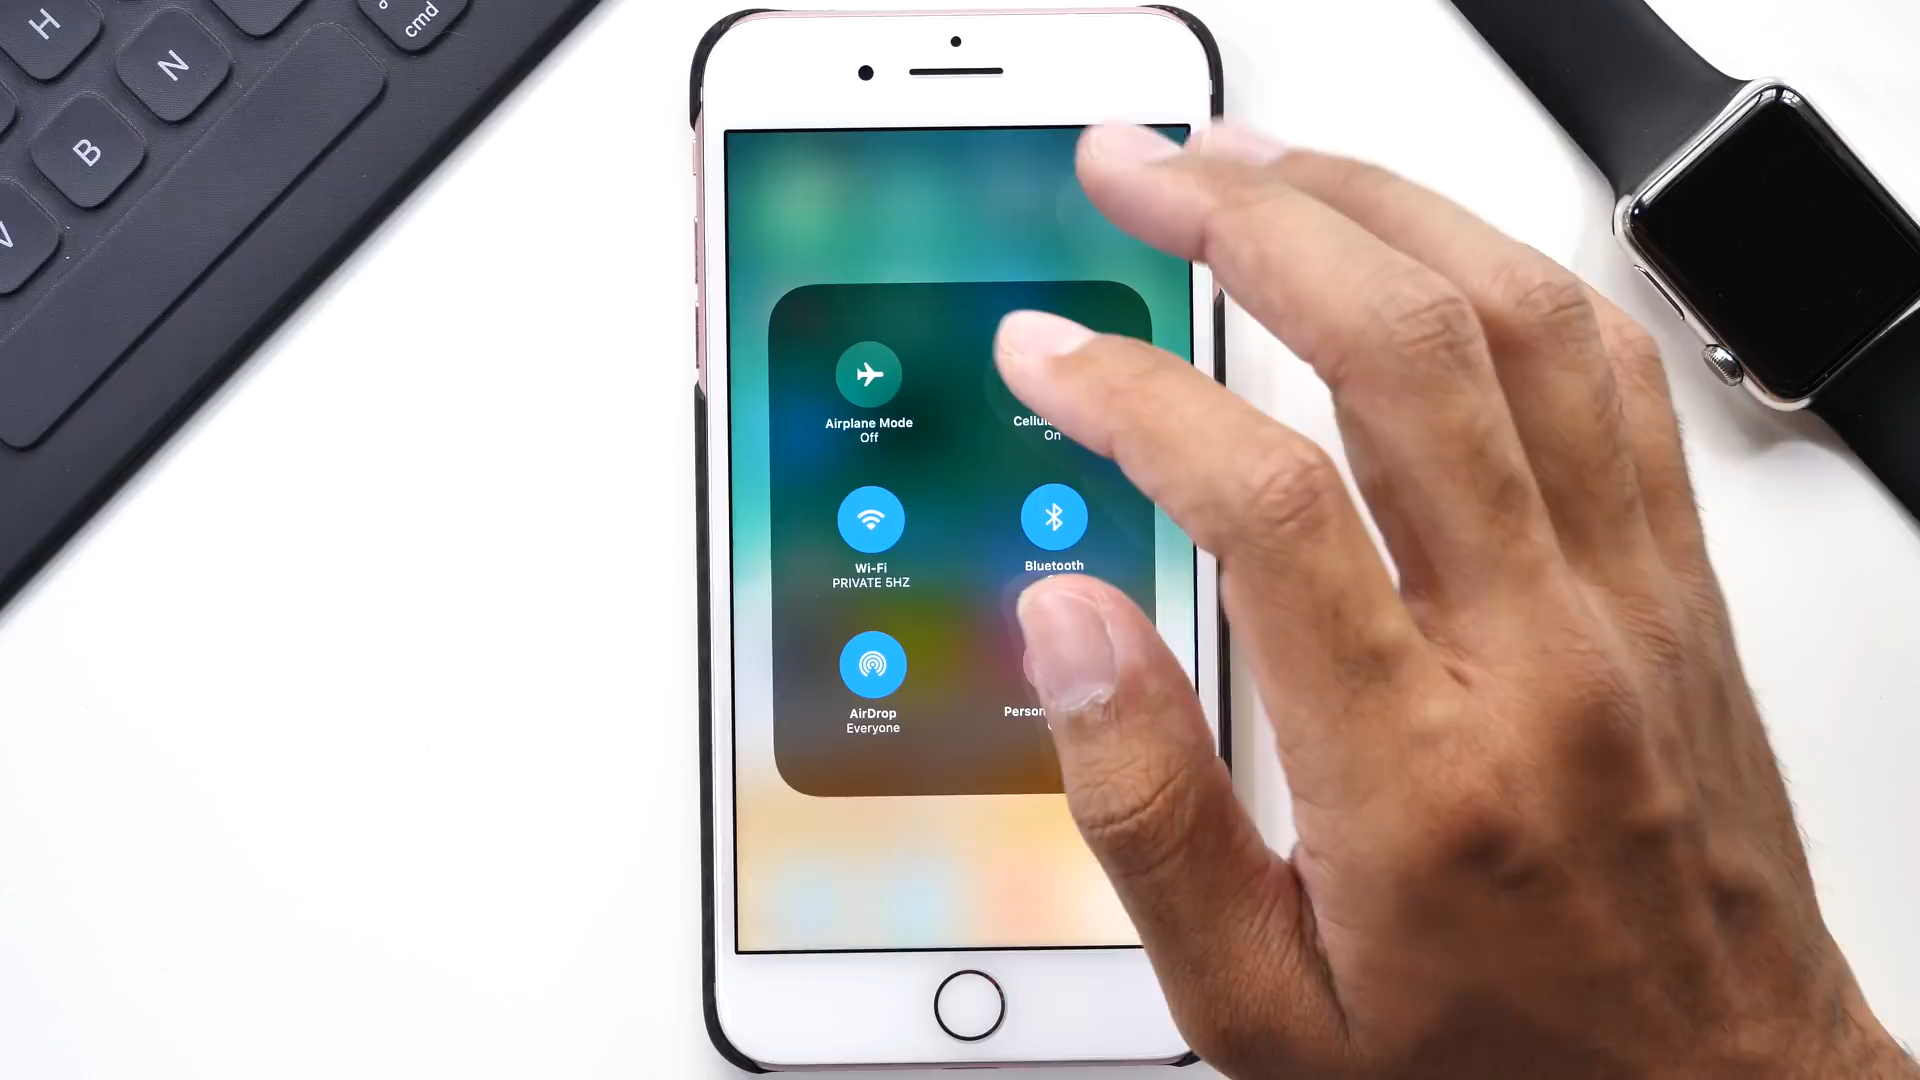 H
N
B
V
cmd
Airplane Mode
Off
On
Wi-Fi
PRIVATE 5HZ
Bluetooth
AirDrop
Everyone